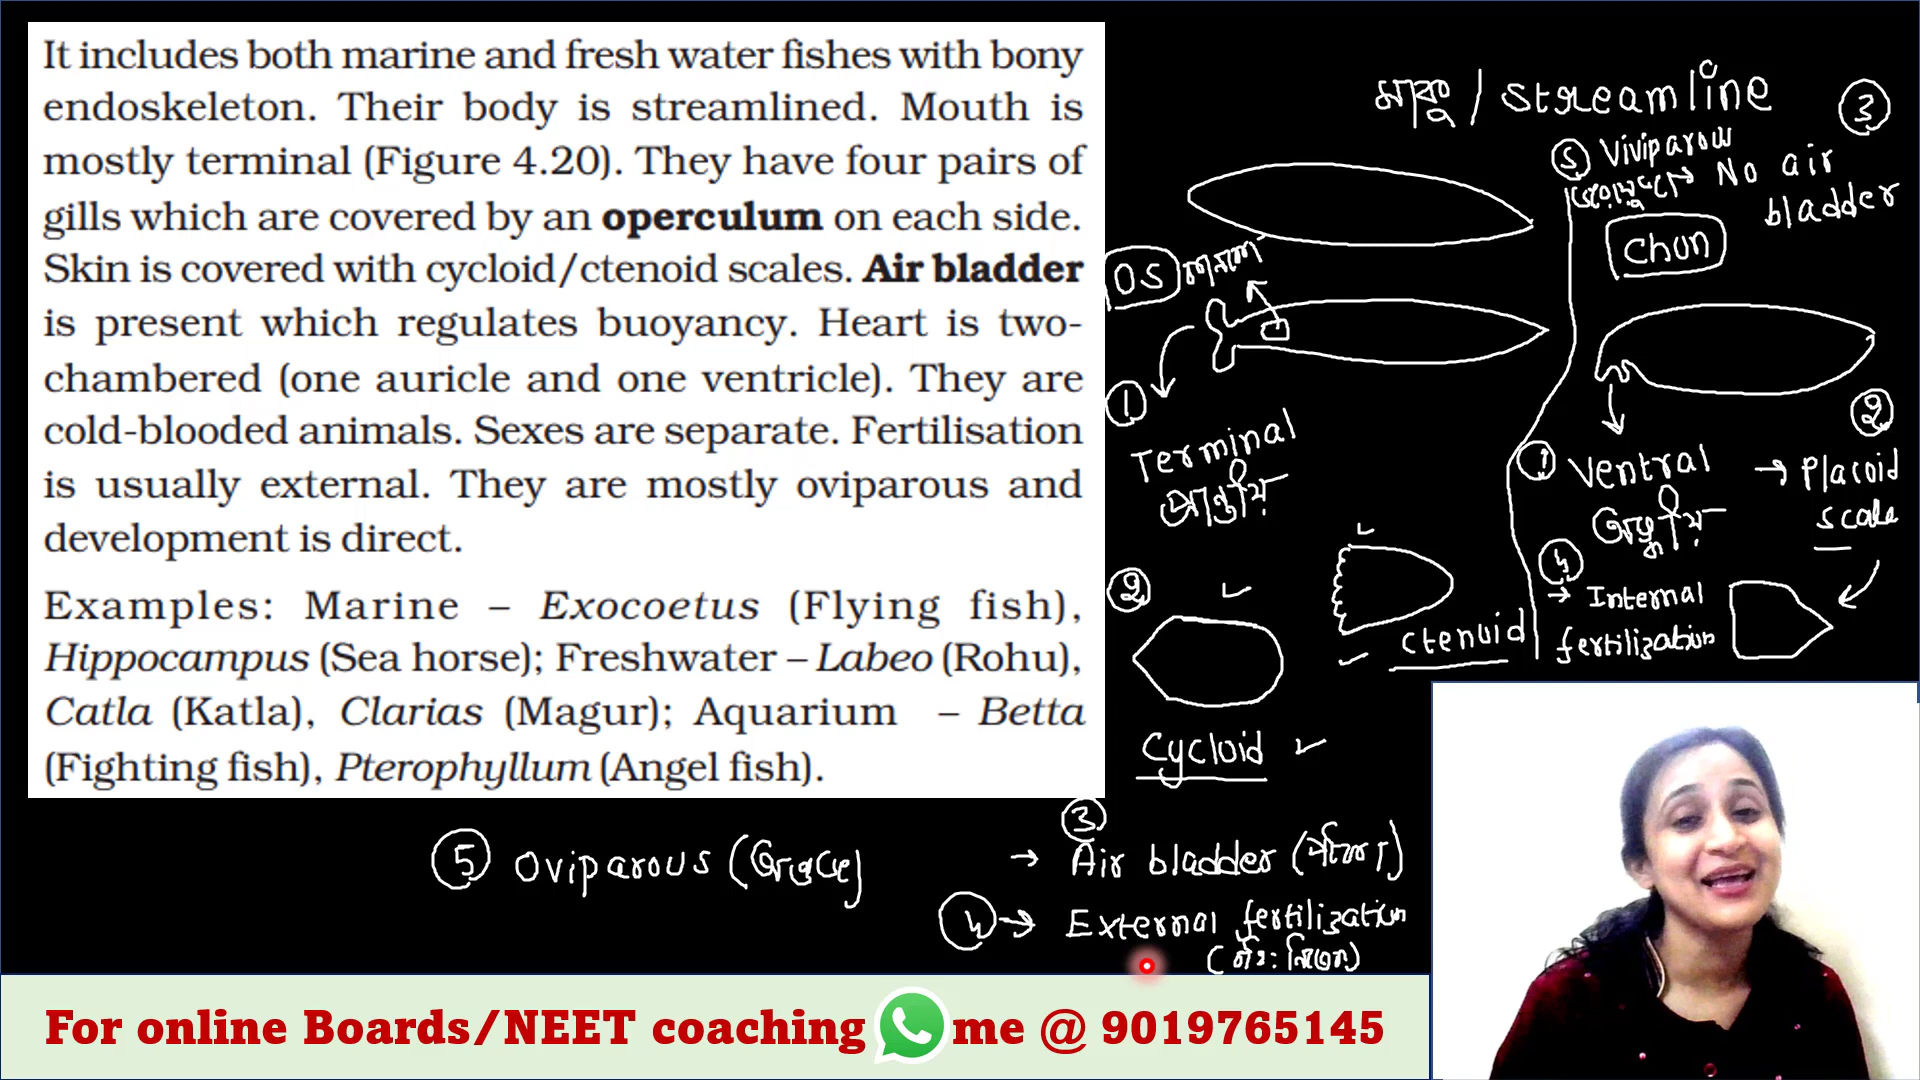 It includes both marine and fresh water fishes with bony
endoskeleton. Their body is streamlined. Mouth is
mostly terminal (Figure 4.20). They have four pairs of
gills which are covered by an operculum on each side.
Skin is covered with cycloid/ctenoid scales. Air bladder
is present which regulates buoyancy. Heart is two-
chambered (one auricle and one ventricle). They are
cold-blooded animals. Sexes are separate. Fertilisation
is usually external. They are mostly oviparous and
development is direct.
Examples: Marine – Exocoetus (Flying fish),
Hippocampus (Sea horse); Freshwater – Labeo (Rohu),
Catla (Katla), Clarias (Magur); Aquarium – Betta
(Fighting fish), Pterophyllum (Angel fish).
মাকু / streamline
3
5 Viviparous
→ No air
bladder
Chon
OS
1
Terminal
প্রান্তীয়
2
1 Ventral
অঙ্কীয়
→ Placoid
scale
4
→ Internal
fertilization
2
ctenoid
Cycloid
3
→ Air bladder (পটকা)
4 → External fertilization
(বহিঃনিষেক)
5 Oviparous (অণ্ডজ)
For online Boards/NEET coaching me @ 9019765145